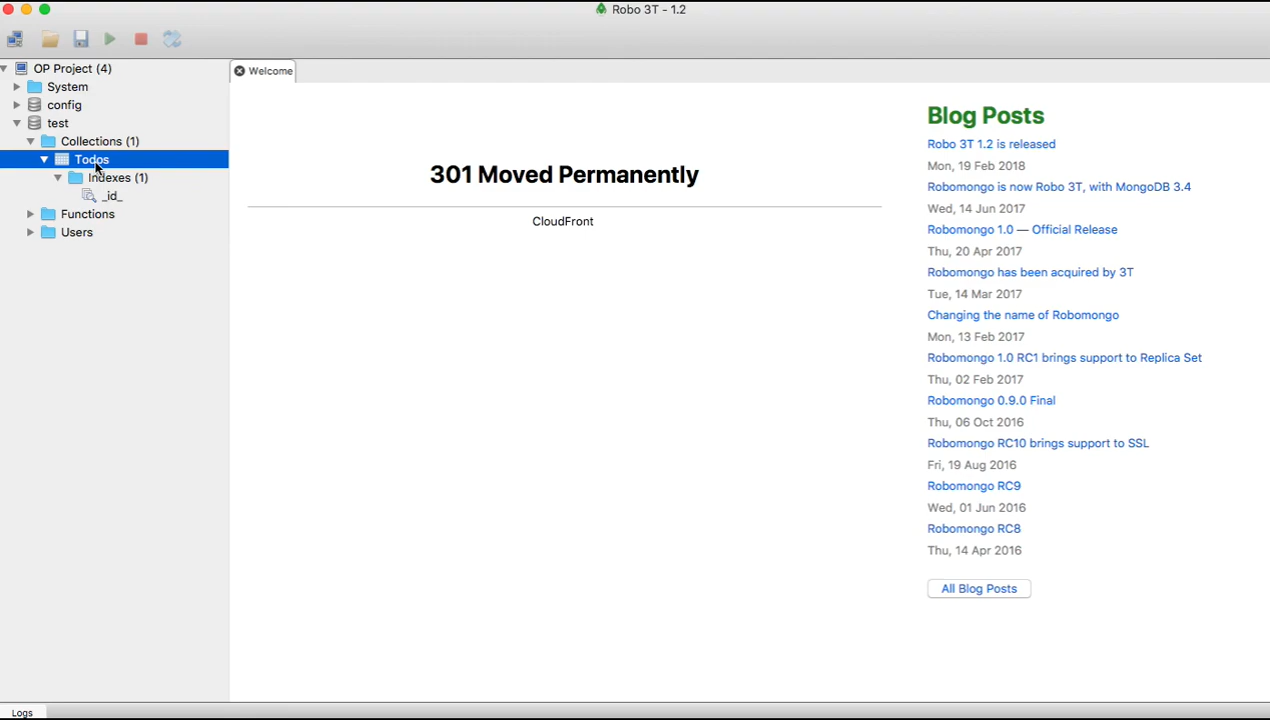 Robo 3T - 1.2
OP Project (4)
System
config
test
Collections (1)
Todos
Indexes (1)
_id_
Functions
Users
Welcome
301 Moved Permanently
CloudFront
Blog Posts
Robo 3T 1.2 is released
Mon, 19 Feb 2018
Robomongo is now Robo 3T, with MongoDB 3.4
Wed, 14 Jun 2017
Robomongo 1.0 — Official Release
Thu, 20 Apr 2017
Robomongo has been acquired by 3T
Tue, 14 Mar 2017
Changing the name of Robomongo
Mon, 13 Feb 2017
Robomongo 1.0 RC1 brings support to Replica Set
Thu, 02 Feb 2017
Robomongo 0.9.0 Final
Thu, 06 Oct 2016
Robomongo RC10 brings support to SSL
Fri, 19 Aug 2016
Robomongo RC9
Wed, 01 Jun 2016
Robomongo RC8
Thu, 14 Apr 2016
All Blog Posts
Logs